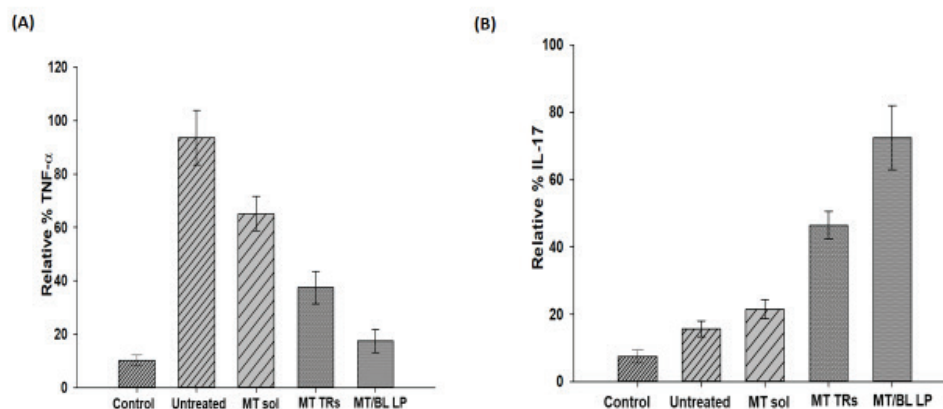 (A)
Relative % TNF-α
120
100
80
60
40
20
0
Control Untreated MT sol MT TRs MT/BL LP
(B)
Relative % IL-17
100
80
60
40
20
0
Control Untreated MT sol MT TRs MT/BL LP